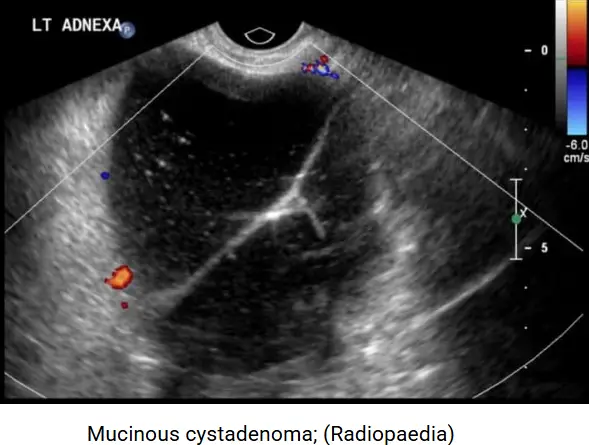 LT ADNEXA
P
0
-6.0
cm/s
X
5
Mucinous cystadenoma; (Radiopaedia)